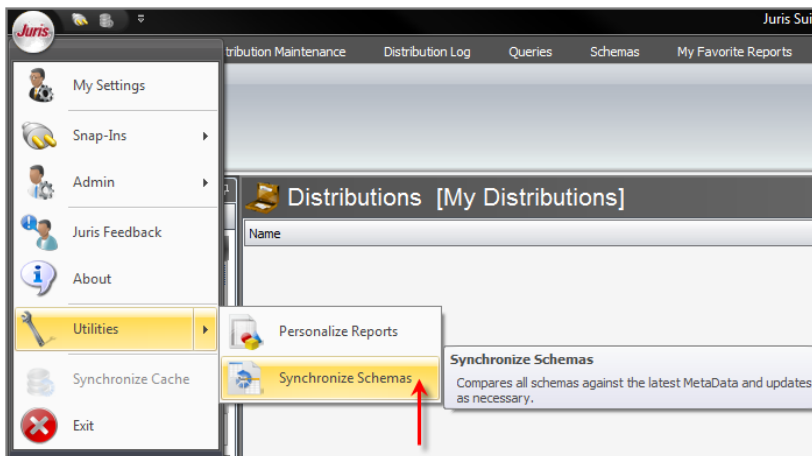 Juris
Juris Sui
tribution Maintenance Distribution Log Queries Schemas My Favorite Reports
My Settings
Snap-Ins
Admin
Distributions [My Distributions]
Juris Feedback
Name
About
Utilities
Personalize Reports
Synchronize Schemas
Synchronize Schemas
Compares all schemas against the latest MetaData and updates
as necessary.
Synchronize Cache
Exit